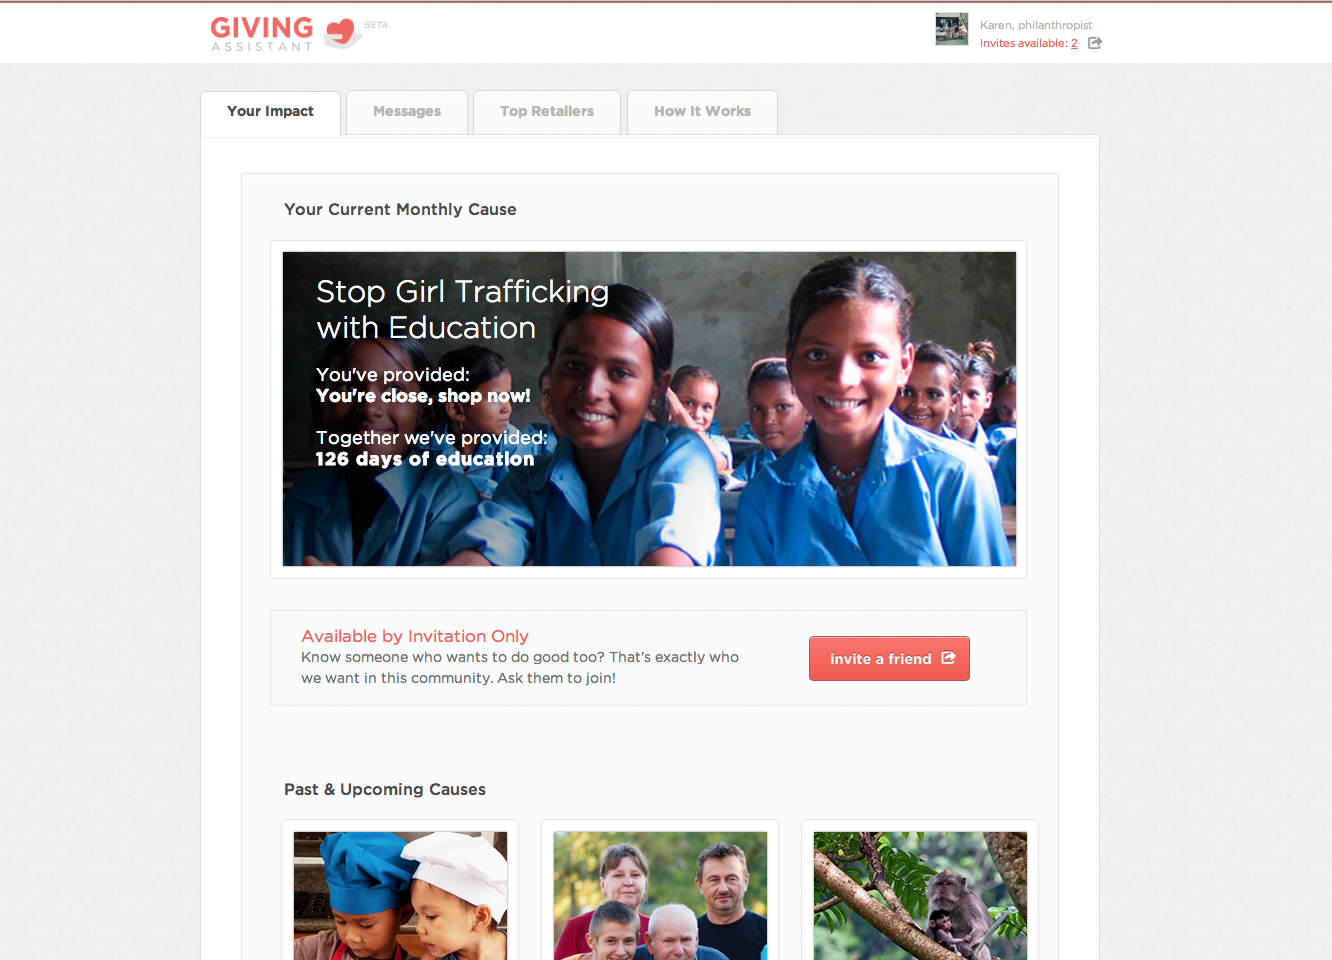 GIVING
ASSISTANT
BETA
Karen, philanthropist
Invites available: 2
Your Impact
Messages
Top Retailers
How It Works
Your Current Monthly Cause
Stop Girl Trafficking
with Education
You've provided:
You're close, shop now!
Together we've provided:
126 days of education
Available by Invitation Only
Know someone who wants to do good too? That's exactly who
we want in this community. Ask them to join!
invite a friend
Past & Upcoming Causes